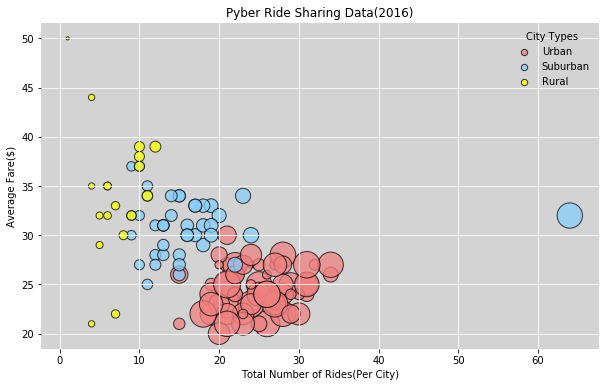 Pyber Ride Sharing Data(2016)
City Types
Urban
Suburban
Rural
Average Fare($)
50
45
40
35
30
25
20
0 10 20 30 40 50 60
Total Number of Rides(Per City)